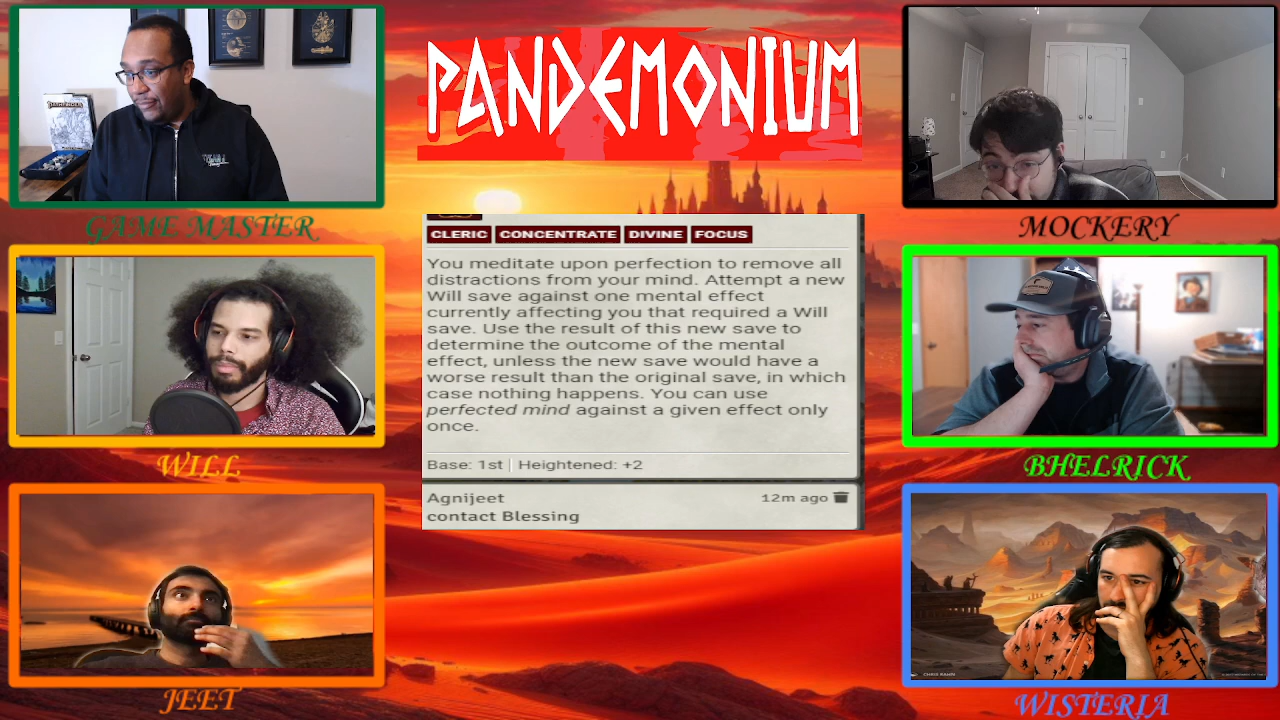 PANDEMONIUM
PATHFINDER
GAME MASTER
MOCKERY
CLERIC CONCENTRATE DIVINE FOCUS
You meditate upon perfection to remove all
distractions from your mind. Attempt a new
Will save against one mental effect
currently affecting you that required a Will
save. Use the result of this new save to
determine the outcome of the mental
effect, unless the new save would have a
worse result than the original save, in which
case nothing happens. You can use
perfected mind against a given effect only
once.
Base: 1st | Heightened: +2
Agnijeet 12m ago
contact Blessing
WILL
BHELRICK
JEET
WISTERIA